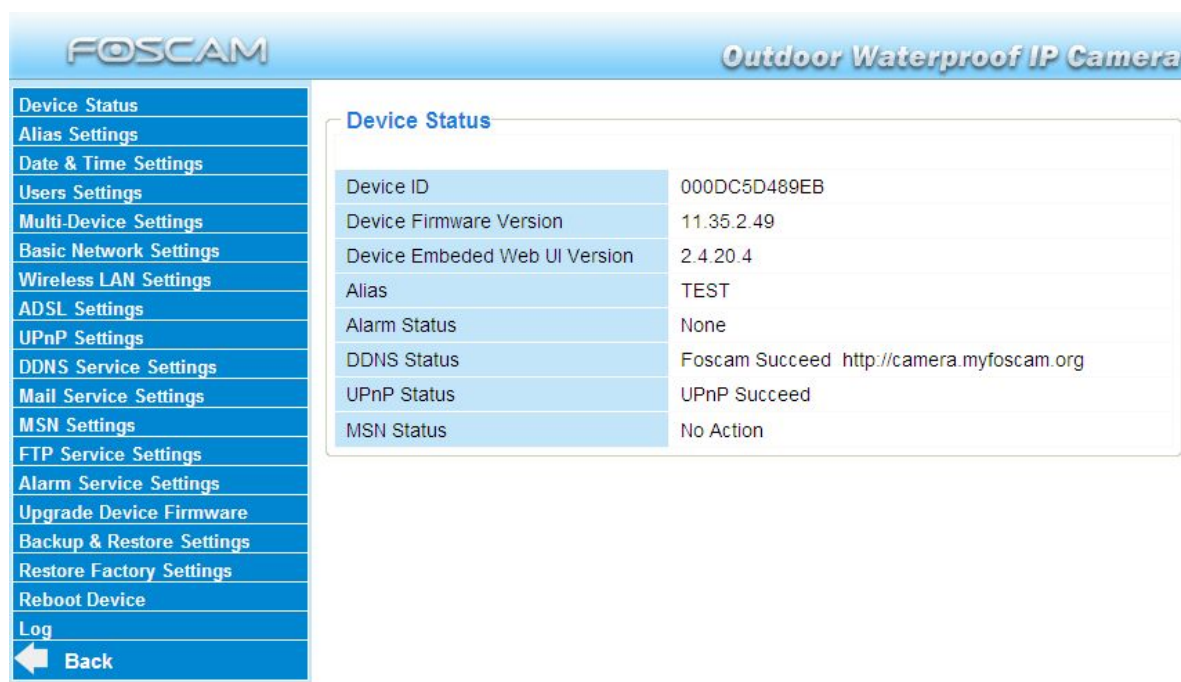 FOSCAM
Outdoor Waterproof IP Camera
Device Status
Alias Settings
Date & Time Settings
Users Settings
Multi-Device Settings
Basic Network Settings
Wireless LAN Settings
ADSL Settings
UPnP Settings
DDNS Service Settings
Mail Service Settings
MSN Settings
FTP Service Settings
Alarm Service Settings
Upgrade Device Firmware
Backup & Restore Settings
Restore Factory Settings
Reboot Device
Log
Back
Device Status
Device ID 000DC5D489EB
Device Firmware Version 11.35.2.49
Device Embeded Web UI Version 2.4.20.4
Alias TEST
Alarm Status None
DDNS Status Foscam Succeed http://camera.myfoscam.org
UPnP Status UPnP Succeed
MSN Status No Action